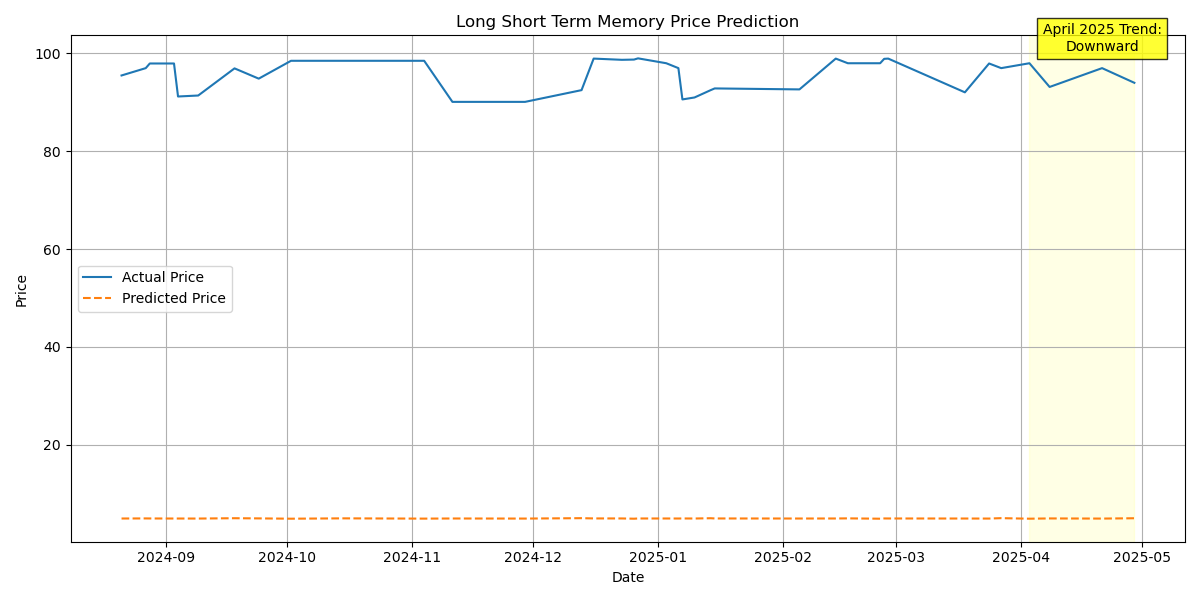 Long Short Term Memory Price Prediction
April 2025 Trend:
Downward
100
80
60
40
20
Price
Actual Price
Predicted Price
2024-09
2024-10
2024-11
2024-12
2025-01
2025-02
2025-03
2025-04
2025-05
Date